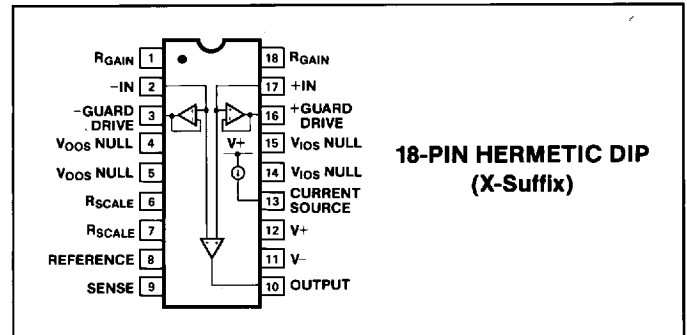 RGAIN 1
-IN 2
-GUARD DRIVE 3
VOOS NULL 4
VOOS NULL 5
RSCALE 6
RSCALE 7
REFERENCE 8
SENSE 9
18 RGAIN
17 +IN
16 +GUARD DRIVE
15 VIOS NULL
14 VIOS NULL
13 CURRENT SOURCE
12 V+
11 V-
10 OUTPUT
V+
18-PIN HERMETIC DIP
(X-Suffix)